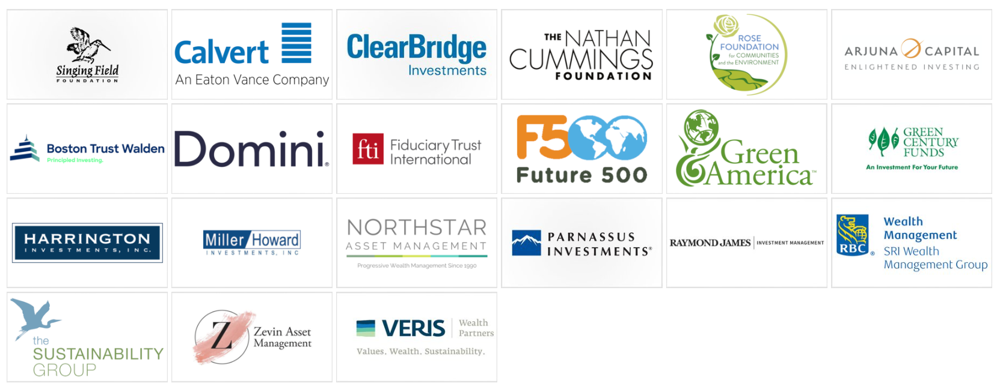 Singing Field
FOUNDATION
Calvert
An Eaton Vance Company
ClearBridge
Investments
THE NATHAN
CUMMINGS
FOUNDATION
ROSE
FOUNDATION
for COMMUNITIES
and the ENVIRONMENT
ARJUNA CAPITAL
ENLIGHTENED INVESTING
Boston Trust Walden
Principled Investing.
Domini®
fti
Fiduciary Trust
International
F500
Future 500
Green
America™
GREEN
CENTURY
FUNDS
An Investment For Your Future
HARRINGTON
INVESTMENTS, INC.
Miller/Howard
INVESTMENTS, INC
NORTHSTAR
ASSET MANAGEMENT
Progressive Wealth Management Since 1990
PARNASSUS
INVESTMENTS®
RAYMOND JAMES | INVESTMENT MANAGEMENT
RBC®
Wealth
Management
SRI Wealth
Management Group
the
SUSTAINABILITY
GROUP
Z
Zevin Asset
Management
VERIS
Wealth
Partners
Values. Wealth. Sustainability.